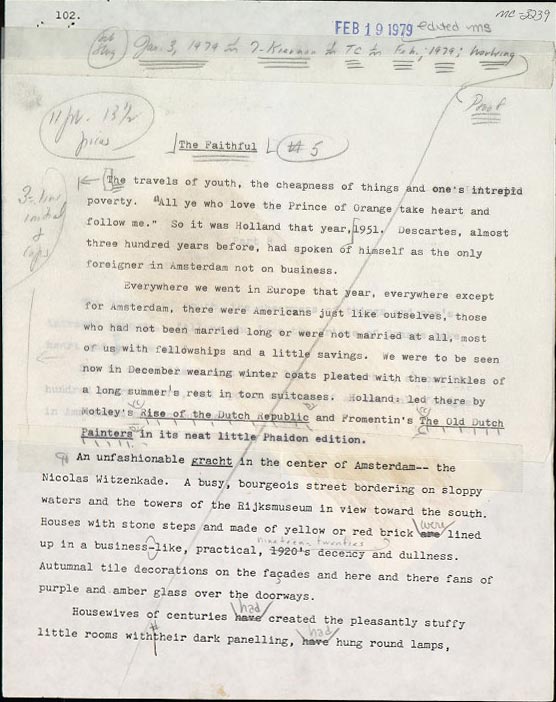 102.
mc-2239
FEB 19 1979 edited ms
Jan. 3, 1979 for T. Kiernan for TC for Feb., 1979; working
Proof
11 pt. 13½
picas
The Faithful # 5
3-line
initial
&
caps
The travels of youth, the cheapness of things and one's intrepid
poverty. "All ye who love the Prince of Orange take heart and
follow me." So it was Holland that year, 1951. Descartes, almost
three hundred years before, had spoken of himself as the only
foreigner in Amsterdam not on business.
Everywhere we went in Europe that year, everywhere except
for Amsterdam, there were Americans just like ourselves, those
who had not been married long or were not married at all, most
of us with fellowships and a little savings. We were to be seen
now in December wearing winter coats pleated with the wrinkles of
a long summer's rest in torn suitcases. Holland: led there by
Motley's Rise of the Dutch Republic and Fromentin's The Old Dutch
Painters in its neat little Phaidon edition.
¶ An unfashionable gracht in the center of Amsterdam-- the
Nicolas Witzenkade. A busy, bourgeois street bordering on sloppy
waters and the towers of the Rijksmuseum in view toward the south.
were
Houses with stone steps and made of yellow or red brick are lined
nineteen twenties
up in a business-like, practical, 1920's decency and dullness.
Autumnal tile decorations on the façades and here and there fans of
purple and amber glass over the doorways.
had
Housewives of centuries have created the pleasantly stuffy
had
little rooms with their dark panelling, have hung round lamps,
#